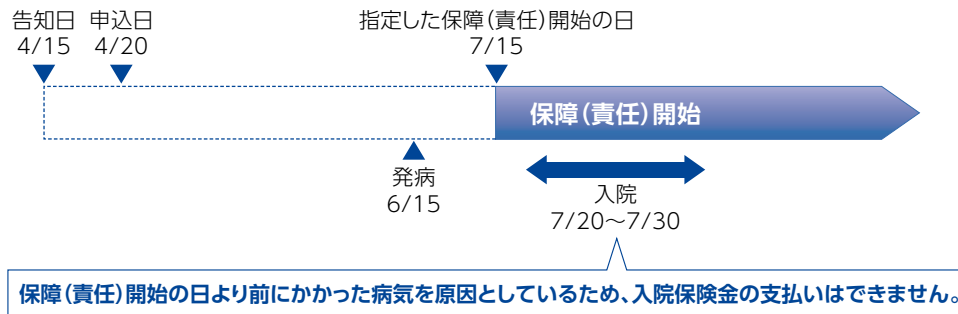 告知日 申込日 指定した保障(責任)開始の日
4/15 4/20 7/15
保障(責任)開始
発病
6/15
入院
7/20～7/30
保障(責任)開始の日より前にかかった病気を原因としているため、入院保険金の支払いはできません。